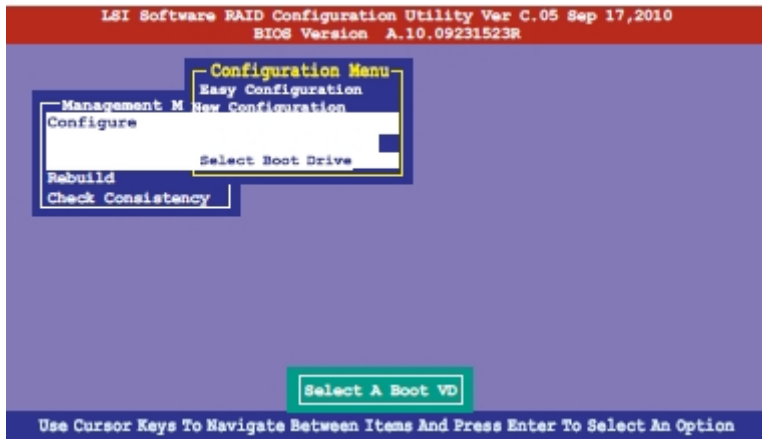 LSI Software RAID Configuration Utility Ver C.05 Sep 17,2010
BIOS Version A.10.09231523R
Configuration Menu
Easy Configuration
Management M
New Configuration
Configure
Select Boot Drive
Rebuild
Check Consistency
Select A Boot VD
Use Cursor Keys To Navigate Between Items And Press Enter To Select An Option